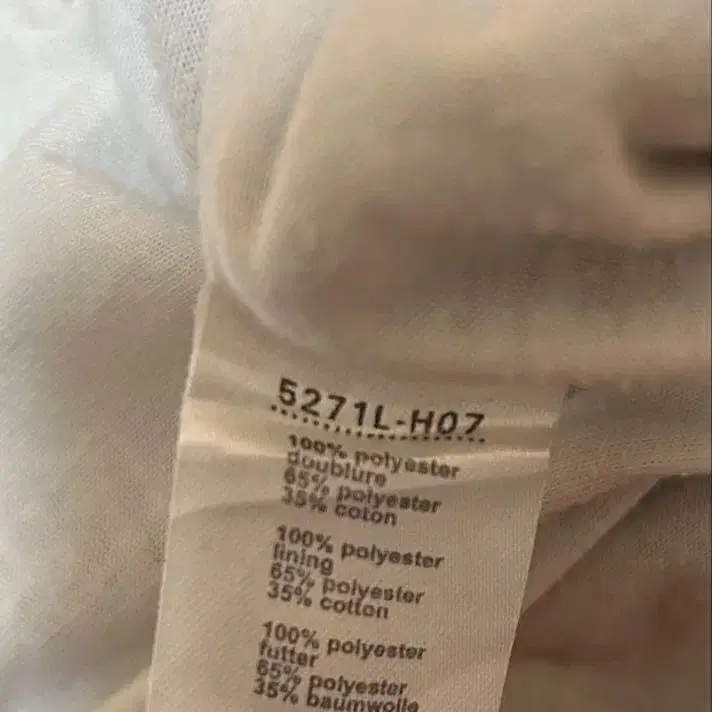 5271L-H07
100% polyester
doublure
65% polyester
35% coton
100% polyester
lining
65% polyester
35% cotton
100% polyester
futter
65% polyester
35% baumwolle